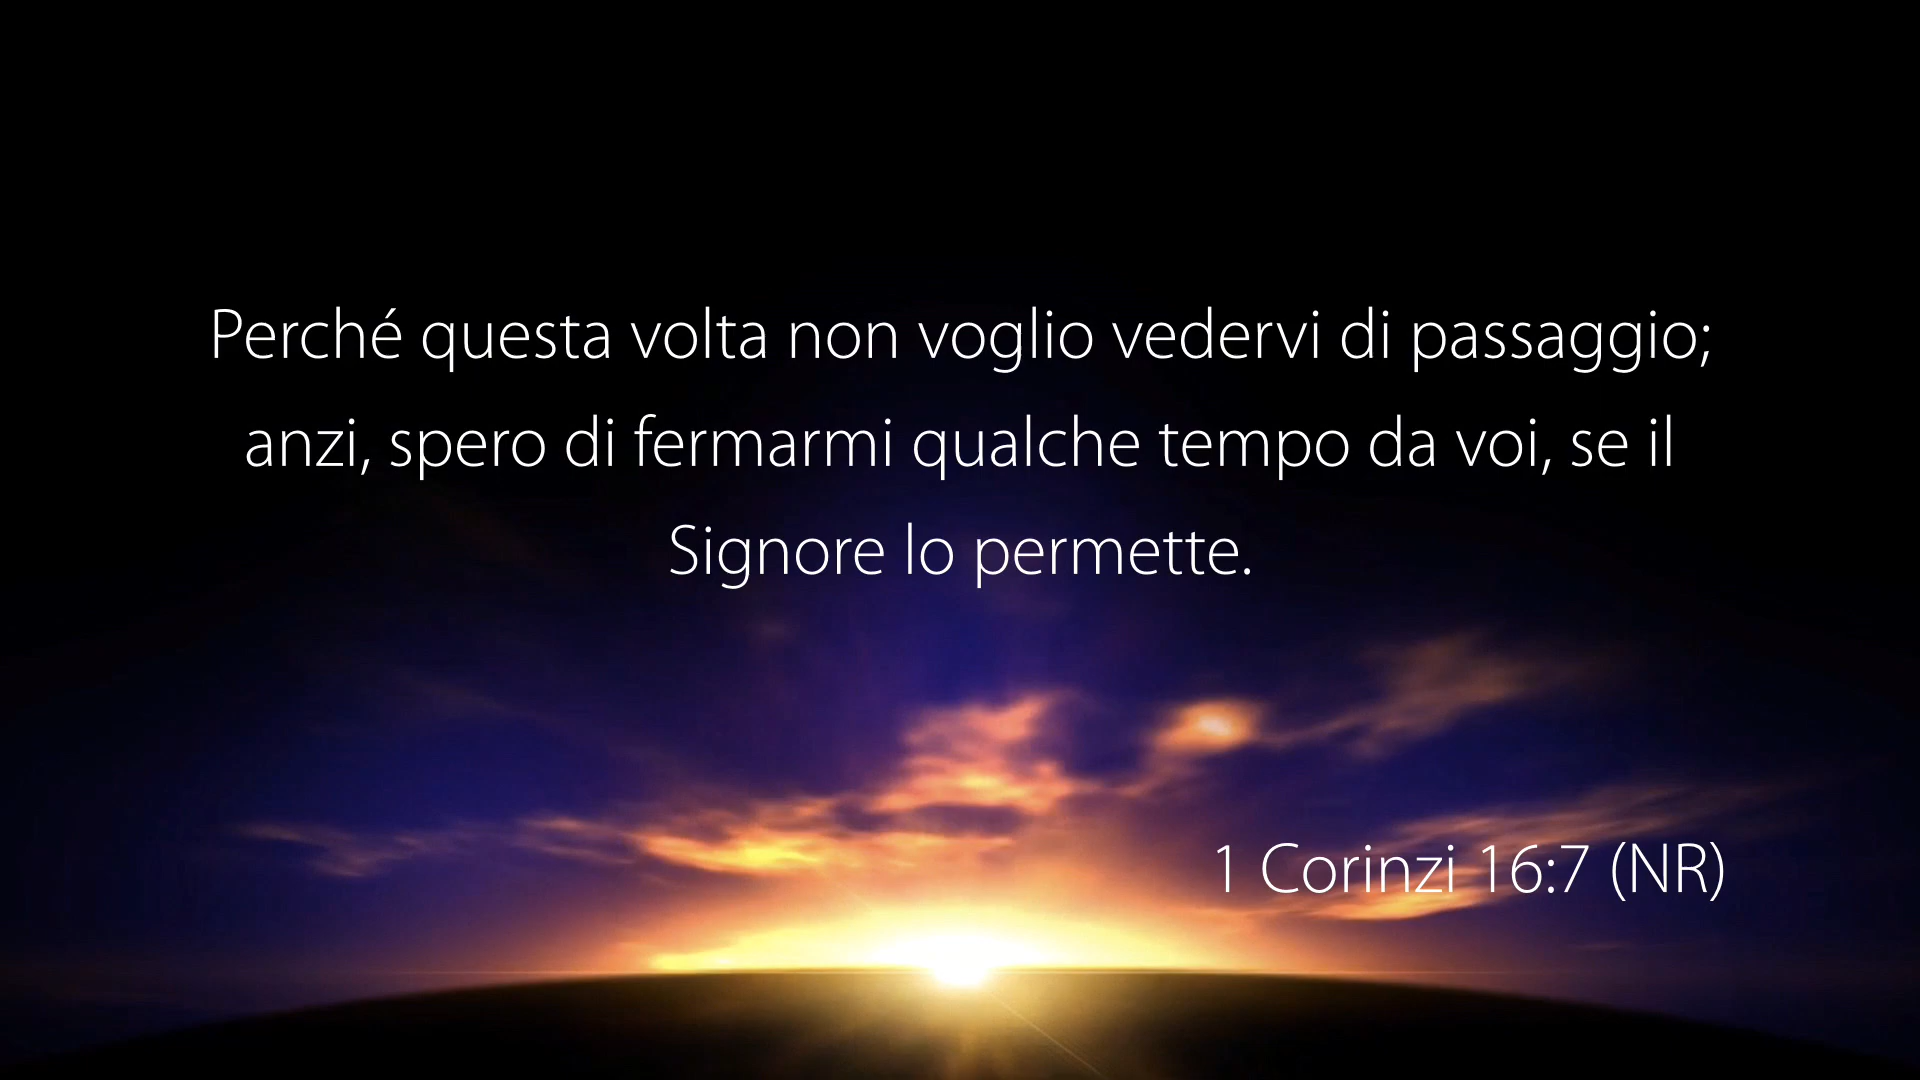 Perché questa volta non voglio vedervi di passaggio;
anzi, spero di fermarmi qualche tempo da voi, se il
Signore lo permette.
1 Corinzi 16:7 (NR)